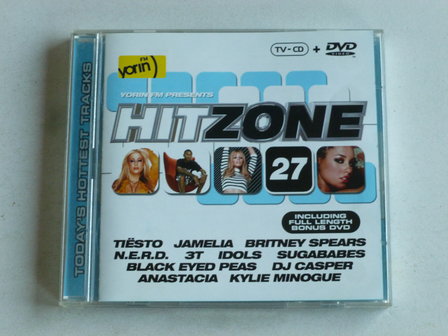 TV-CD + DVD
VIDEO
FM
yorin
YORIN FM PRESENTS
HITZONE
27
TODAY'S HOTTEST TRACKS
INCLUDING
FULL LENGTH
BONUS DVD
TIËSTO JAMELIA BRITNEY SPEARS
N.E.R.D. 3T IDOLS SUGABABES
BLACK EYED PEAS DJ CASPER
ANASTACIA KYLIE MINOGUE